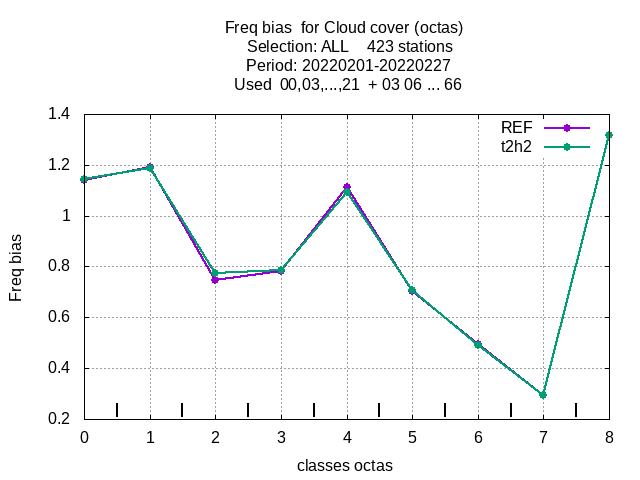 Freq bias  for Cloud cover (octas)
Selection: ALL    423 stations
Period: 20220201-20220227
Used  00,03,...,21  + 03 06 ... 66
1.4
REF
t2h2
1.2
1
0.8
0.6
0.4
0.2
Freq bias
0 1 2 3 4 5 6 7 8
classes octas